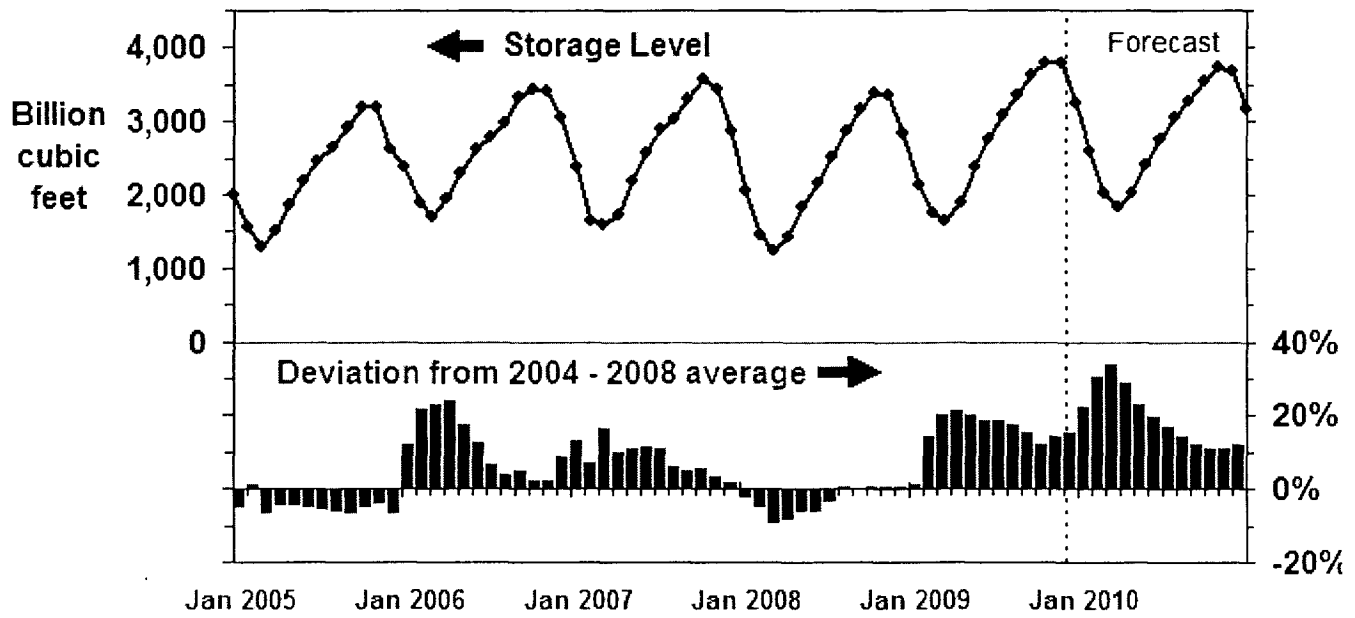 4,000
Storage Level
Forecast
Billion
cubic
feet
3,000
2,000
1,000
0
40%
Deviation from 2004 - 2008 average
20%
0%
-20%
Jan 2005 Jan 2006 Jan 2007 Jan 2008 Jan 2009 Jan 2010